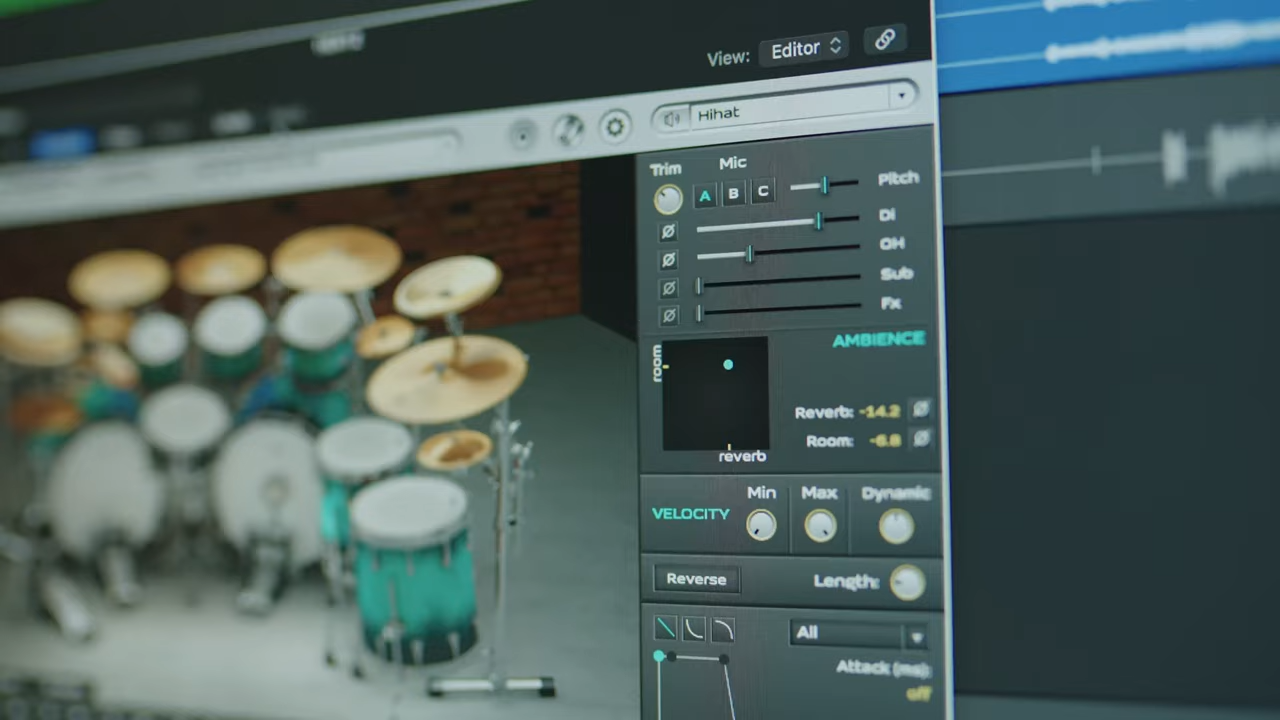 View: Editor
Hihat
Trim Mic
A B C Pitch
Di
OH
Sub
Fx
AMBIENCE
room
Reverb: -14.2
Room: -6.8
reverb
VELOCITY Min Max Dynamic
Reverse Length:
All
Attack (ms):
off